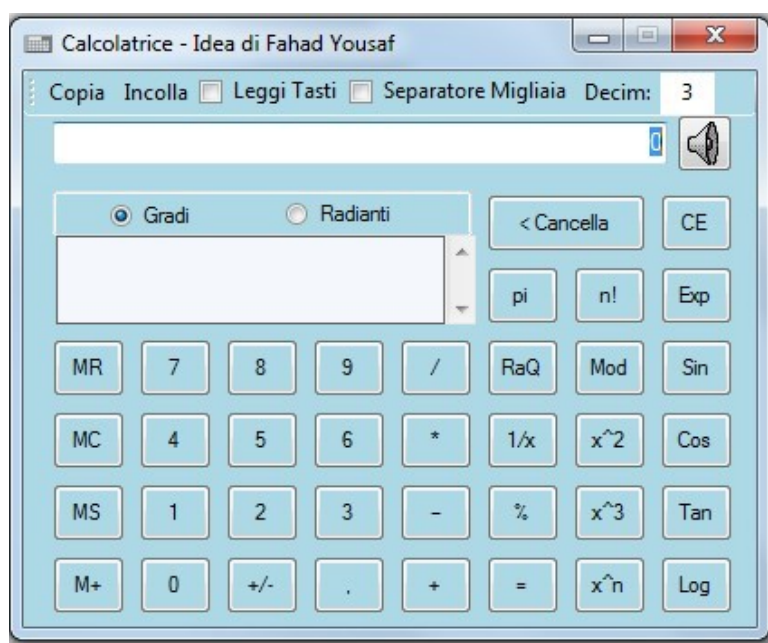 Calcolatrice - Idea di Fahad Yousaf
Copia Incolla Leggi Tasti Separatore Migliaia Decim: 3
0
Gradi Radianti < Cancella CE
pi n! Exp
MR 7 8 9 / RaQ Mod Sin
MC 4 5 6 * 1/x x^2 Cos
MS 1 2 3 - % x^3 Tan
M+ 0 +/- . + = x^n Log